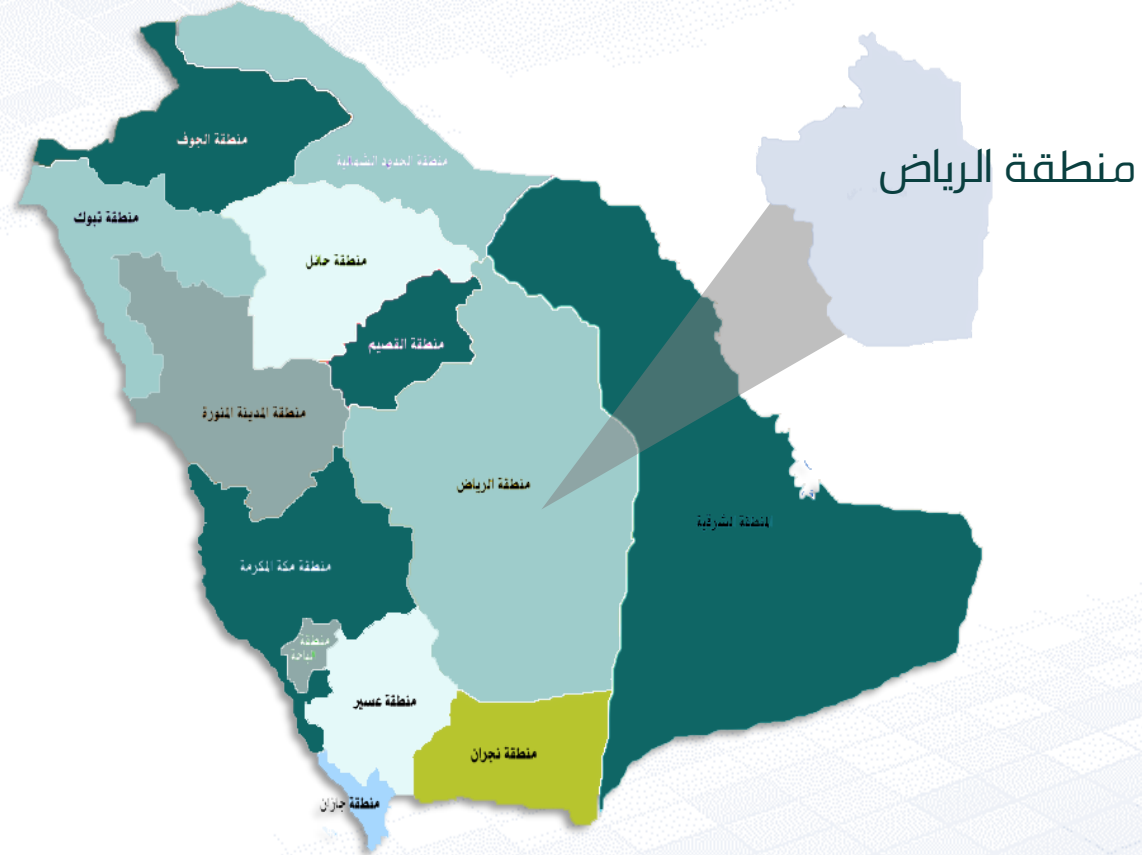 منطقة الجوف
منطقة الحدود الشمالية
منطقة الرياض
منطقة تبوك
منطقة حائل
منطقة القصيم
منطقة المدينة المنورة
منطقة الرياض
المنطقة الشرقية
منطقة مكة المكرمة
منطقة
الباحة
منطقة عسير
منطقة نجران
منطقة جازان